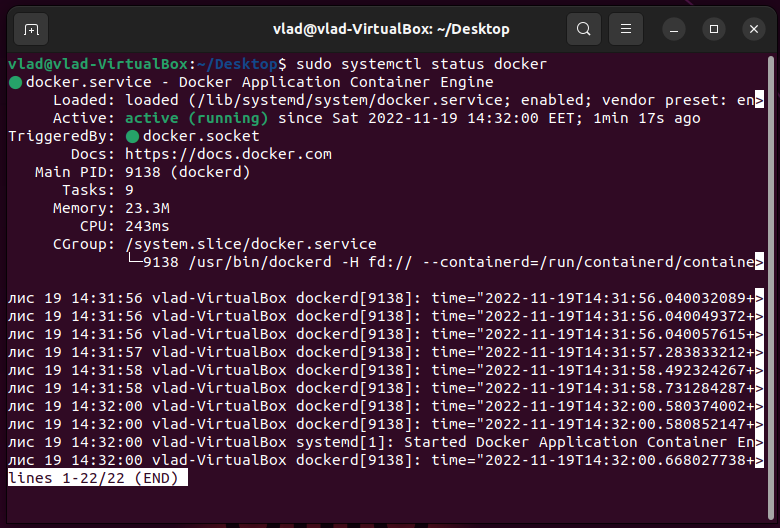 vlad@vlad-VirtualBox: ~/Desktop
vlad@vlad-VirtualBox:~/Desktop$ sudo systemctl status docker
● docker.service - Docker Application Container Engine
Loaded: loaded (/lib/systemd/system/docker.service; enabled; vendor preset: en>
Active: active (running) since Sat 2022-11-19 14:32:00 EET; 1min 17s ago
TriggeredBy: ● docker.socket
Docs: https://docs.docker.com
Main PID: 9138 (dockerd)
Tasks: 9
Memory: 23.3M
CPU: 243ms
CGroup: /system.slice/docker.service
└─9138 /usr/bin/dockerd -H fd:// --containerd=/run/containerd/containe>
лис 19 14:31:56 vlad-VirtualBox dockerd[9138]: time="2022-11-19T14:31:56.040032089+>
лис 19 14:31:56 vlad-VirtualBox dockerd[9138]: time="2022-11-19T14:31:56.040049372+>
лис 19 14:31:56 vlad-VirtualBox dockerd[9138]: time="2022-11-19T14:31:56.040057615+>
лис 19 14:31:57 vlad-VirtualBox dockerd[9138]: time="2022-11-19T14:31:57.283833212+>
лис 19 14:31:58 vlad-VirtualBox dockerd[9138]: time="2022-11-19T14:31:58.492324267+>
лис 19 14:31:58 vlad-VirtualBox dockerd[9138]: time="2022-11-19T14:31:58.731284287+>
лис 19 14:32:00 vlad-VirtualBox dockerd[9138]: time="2022-11-19T14:32:00.580374002+>
лис 19 14:32:00 vlad-VirtualBox dockerd[9138]: time="2022-11-19T14:32:00.580852147+>
лис 19 14:32:00 vlad-VirtualBox systemd[1]: Started Docker Application Container En>
лис 19 14:32:00 vlad-VirtualBox dockerd[9138]: time="2022-11-19T14:32:00.668027738+>
lines 1-22/22 (END)